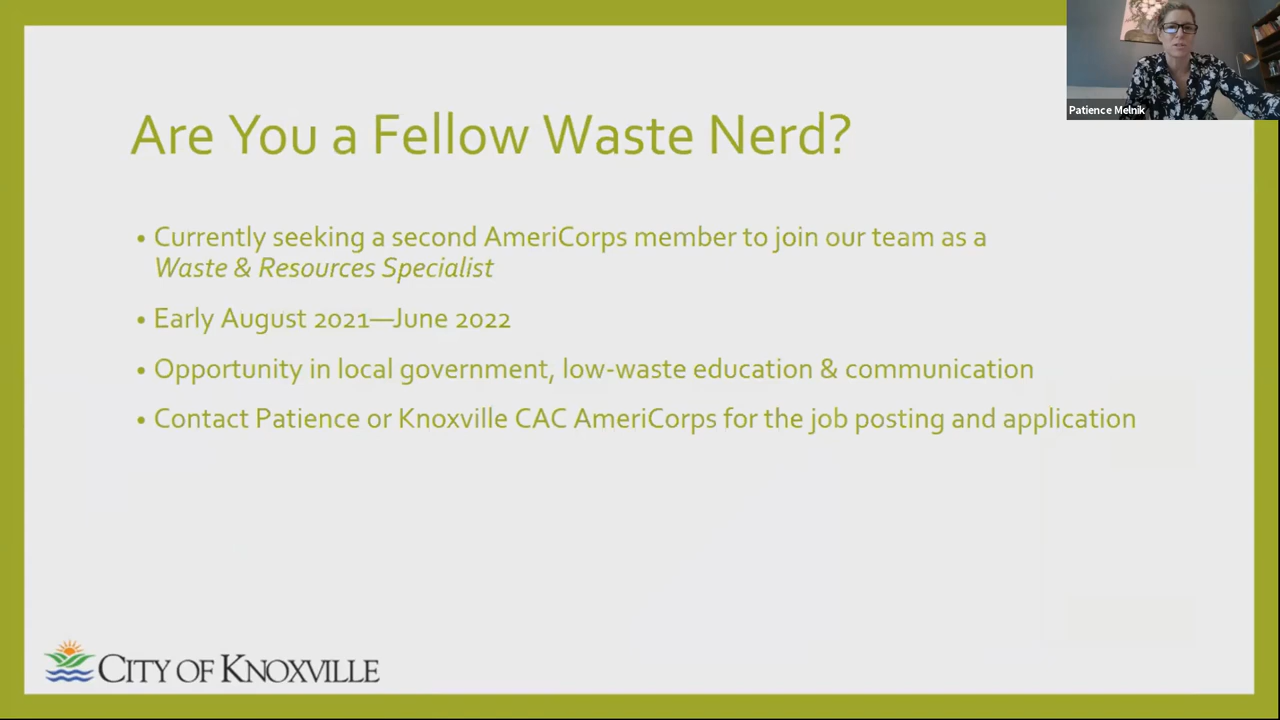 Patience Melnik
Are You a Fellow Waste Nerd?
• Currently seeking a second AmeriCorps member to join our team as a
Waste & Resources Specialist
• Early August 2021—June 2022
• Opportunity in local government, low-waste education & communication
• Contact Patience or Knoxville CAC AmeriCorps for the job posting and application
CITY OF KNOXVILLE